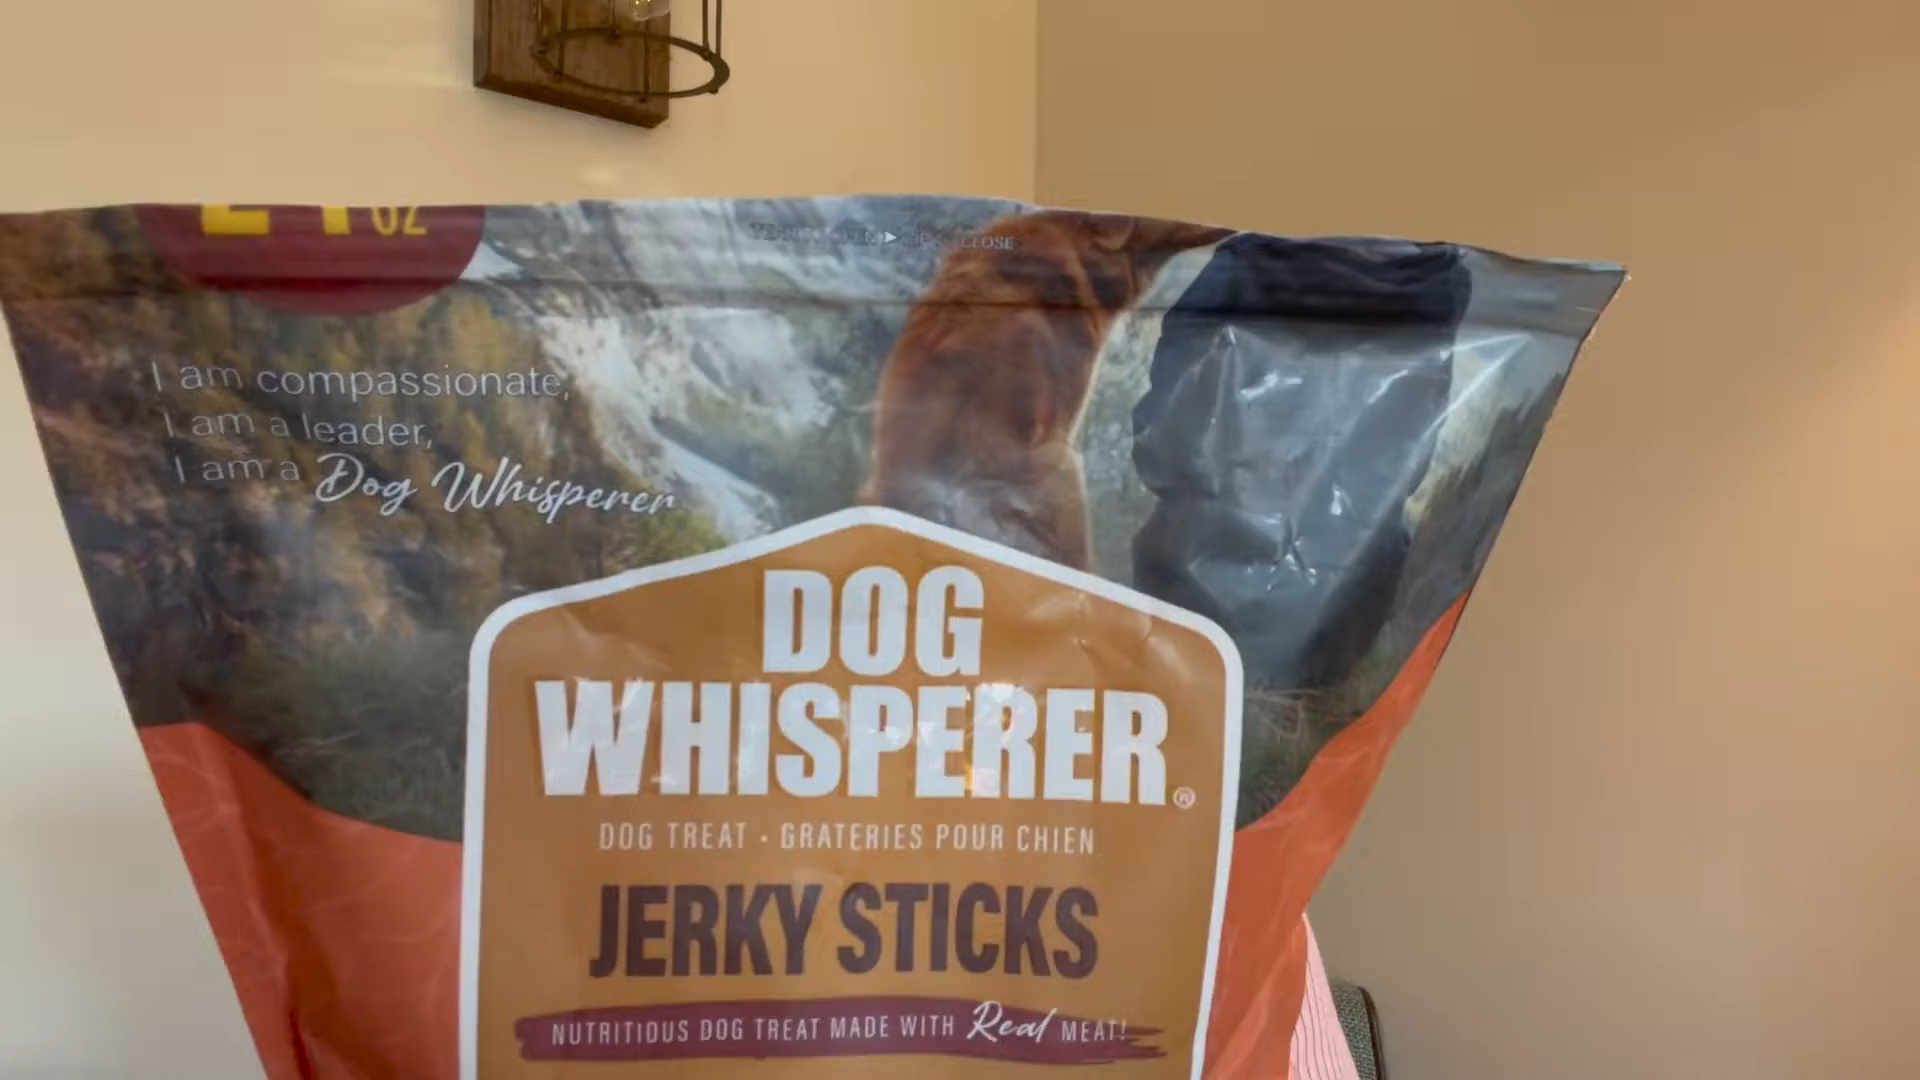 OZ
I am compassionate,
I am a leader,
I am a Dog Whisperer
DOG
WHISPERER®
DOG TREAT • GRATERIES POUR CHIEN
JERKY STICKS
NUTRITIOUS DOG TREAT MADE WITH Real MEAT!